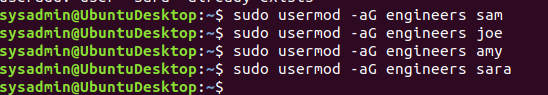 sysadmin@UbuntuDesktop:~$ sudo usermod -aG engineers sam
sysadmin@UbuntuDesktop:~$ sudo usermod -aG engineers joe
sysadmin@UbuntuDesktop:~$ sudo usermod -aG engineers amy
sysadmin@UbuntuDesktop:~$ sudo usermod -aG engineers sara
sysadmin@UbuntuDesktop:~$